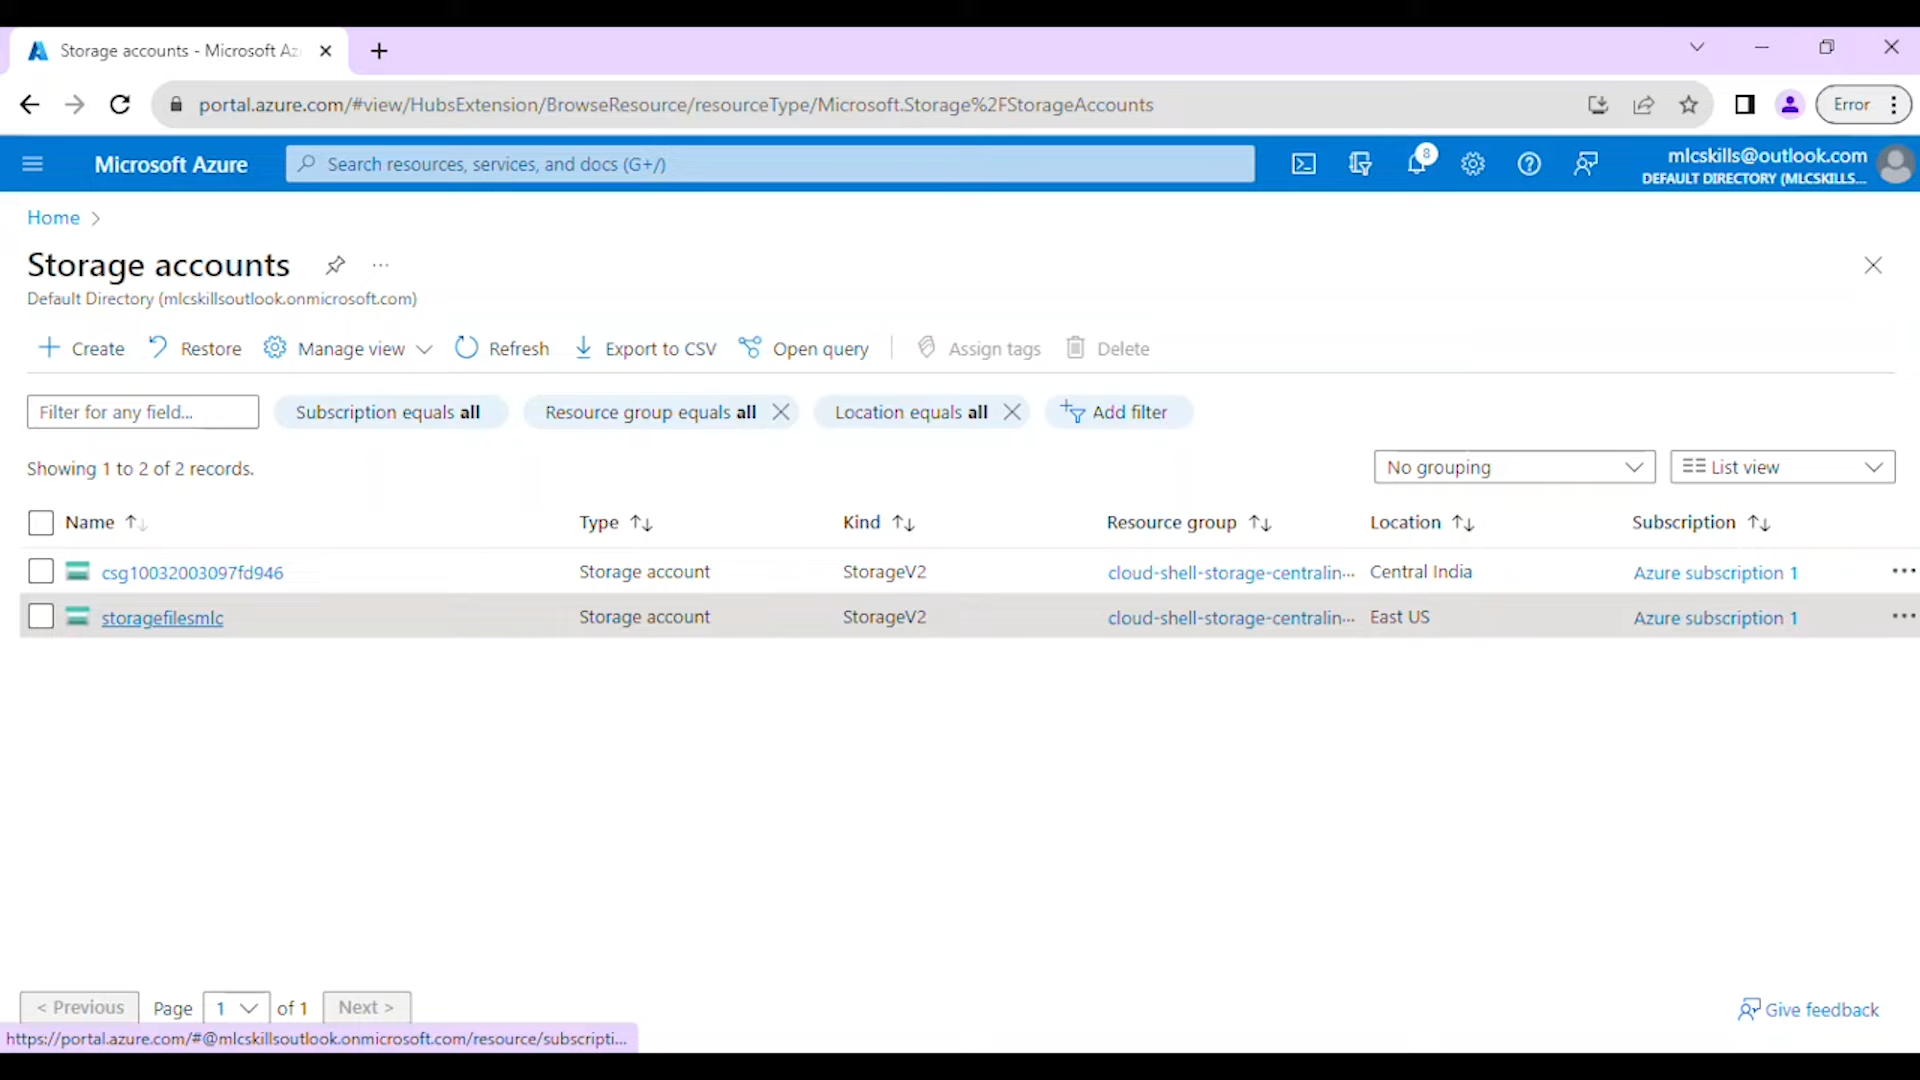 Storage accounts - Microsoft Az
portal.azure.com/#view/HubsExtension/BrowseResource/resourceType/Microsoft.Storage%2FStorageAccounts
Error
Microsoft Azure
Search resources, services, and docs (G+/)
8
mlcskills@outlook.com
DEFAULT DIRECTORY (MLCSKILLS...
Home
Storage accounts
Default Directory (mlcskillsoutlook.onmicrosoft.com)
Create Restore Manage view Refresh Export to CSV Open query Assign tags Delete
Filter for any field... Subscription equals all Resource group equals all Location equals all Add filter
Showing 1 to 2 of 2 records.
No grouping List view
Name Type Kind Resource group Location Subscription
csg10032003097fd946 Storage account StorageV2 cloud-shell-storage-centralin··· Central India Azure subscription 1
storagefilesmlc Storage account StorageV2 cloud-shell-storage-centralin··· East US Azure subscription 1
< Previous Page 1 of 1 Next >
Give feedback
https://portal.azure.com/#@mlcskillsoutlook.onmicrosoft.com/resource/subscripti...